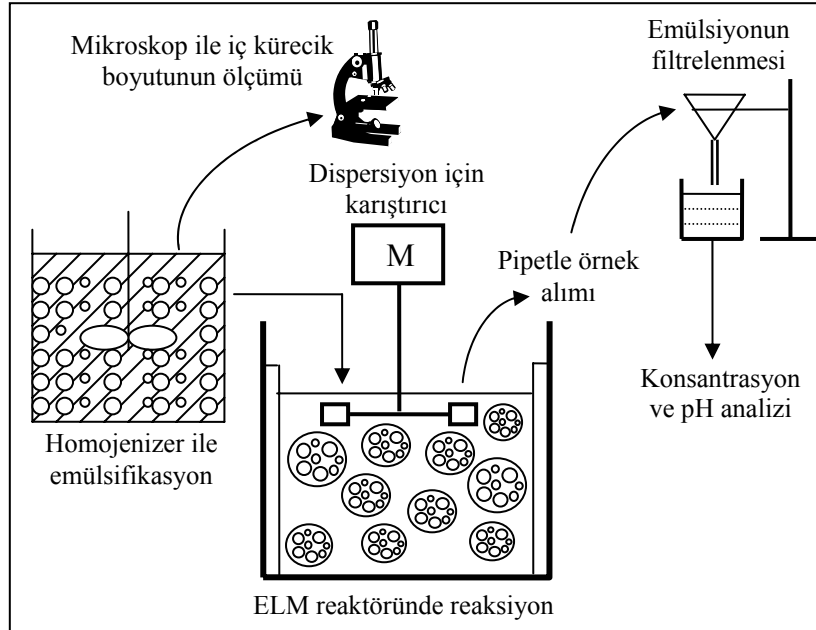 Mikroskop ile iç kürecik
boyutunun ölçümü
Emülsiyonun
filtrelenmesi
Dispersiyon için
karıştırıcı
M
Pipetle örnek
alımı
Homojenizer ile
emülsifikasyon
Konsantrasyon
ve pH analizi
ELM reaktöründe reaksiyon